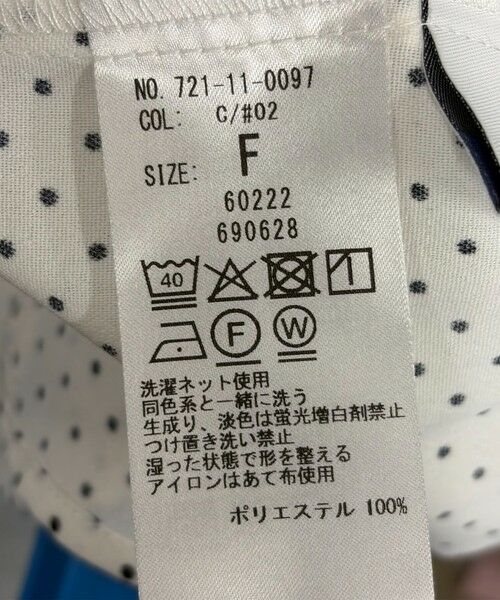 NO. 721-11-0097
COL: C/#02
SIZE: F
60222
690628
40
F W
洗濯ネット使用
同色系と一緒に洗う
生成り、淡色は蛍光増白剤禁止
つけ置き洗い禁止
湿った状態で形を整える
アイロンはあて布使用
ポリエステル 100%